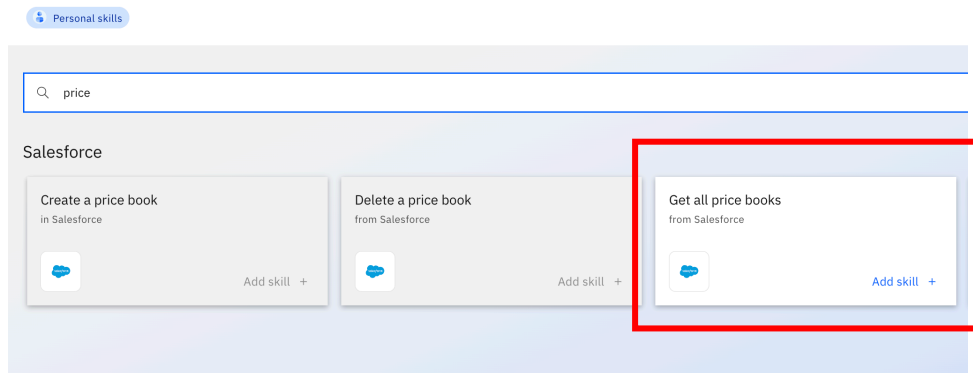 Personal skills
price
Salesforce
Create a price book
in Salesforce
Add skill +
Delete a price book
from Salesforce
Add skill +
Get all price books
from Salesforce
Add skill +